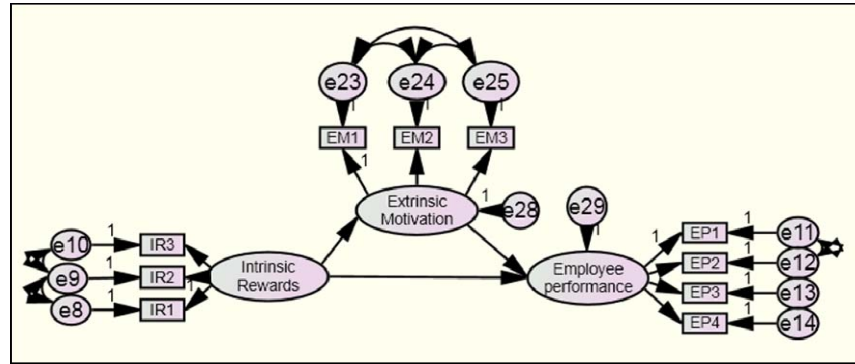 e23 e24 e25
1 1 1
EM1 EM2 EM3
1
Extrinsic
Motivation
1
e28
e29
1
e10 1 IR3
e9 1 IR2
e8 1 IR1
1
Intrinsic
Rewards
Employee
performance
1
EP1 1 e11
EP2 1 e12
EP3 1 e13
EP4 1 e14